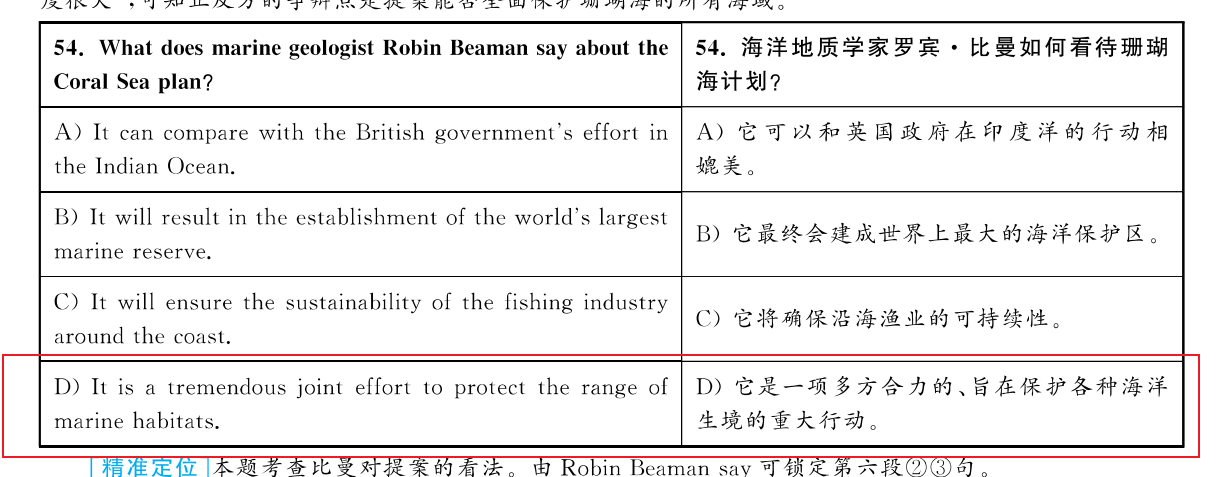 度很大”,可知正反方的争辩点是提案能否全面保护珊瑚海的所有海域。
54. What does marine geologist Robin Beaman say about the
Coral Sea plan?
54. 海洋地质学家罗宾·比曼如何看待珊瑚
海计划?
A) It can compare with the British government's effort in
the Indian Ocean.
A) 它可以和英国政府在印度洋的行动相
媲美。
B) It will result in the establishment of the world's largest
marine reserve.
B) 它最终会建成世界上最大的海洋保护区。
C) It will ensure the sustainability of the fishing industry
around the coast.
C) 它将确保沿海渔业的可持续性。
D) It is a tremendous joint effort to protect the range of
marine habitats.
D) 它是一项多方合力的、旨在保护各种海洋
生境的重大行动。
精准定位 本题考查比曼对提案的看法。由 Robin Beaman say 可锁定第六段②③句。